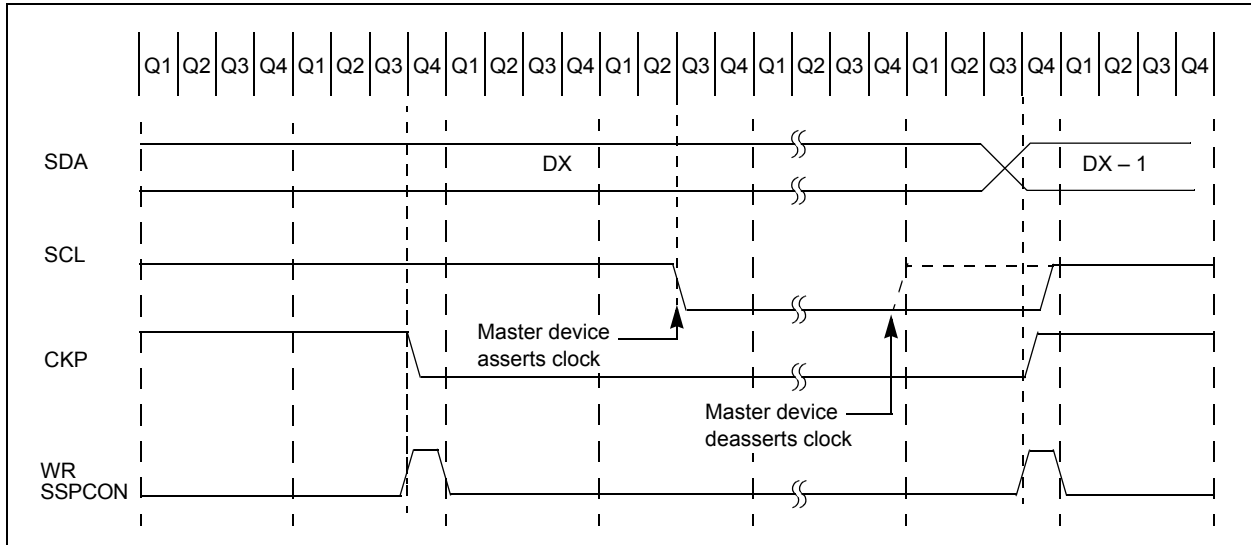 Q1 Q2 Q3 Q4 Q1 Q2 Q3 Q4 Q1 Q2 Q3 Q4 Q1 Q2 Q3 Q4 Q1 Q2 Q3 Q4 Q1 Q2 Q3 Q4 Q1 Q2 Q3 Q4
SDA
DX
DX – 1
SCL
Master device
asserts clock
CKP
Master device
deasserts clock
WR
SSPCON